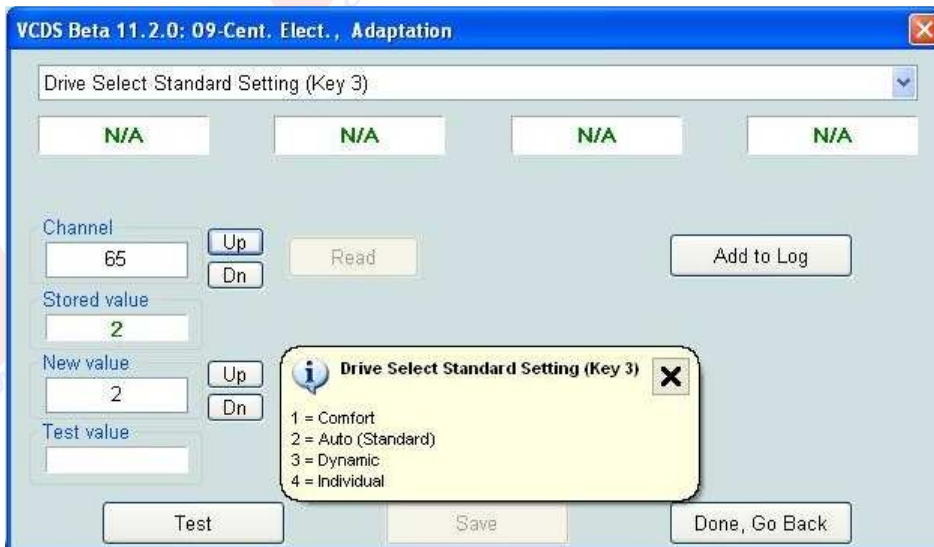 VCDS Beta 11.2.0: 09-Cent. Elect., Adaptation
Drive Select Standard Setting (Key 3)
N/A N/A N/A N/A
Channel
65 Up Read Add to Log
Dn
Stored value
2
New value
2 Up
Dn
Drive Select Standard Setting (Key 3)
1 = Comfort
2 = Auto (Standard)
3 = Dynamic
4 = Individual
Test value
Test Save Done, Go Back